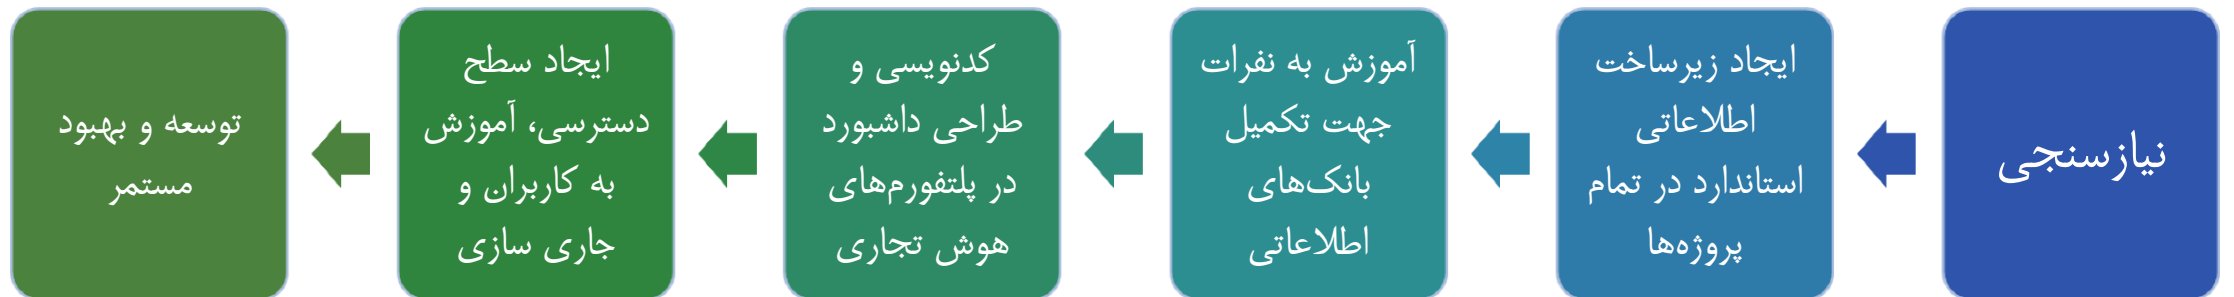 نیازسنجی
ایجاد زیرساخت
اطلاعاتی
استاندارد در تمام
پروژه‌ها
آموزش به نفرات
جهت تکمیل
بانک‌های
اطلاعاتی
کدنویسی و
طراحی داشبورد
در پلتفورم‌های
هوش تجاری
ایجاد سطح
دسترسی، آموزش
به کاربران و
جاری سازی
توسعه و بهبود
مستمر